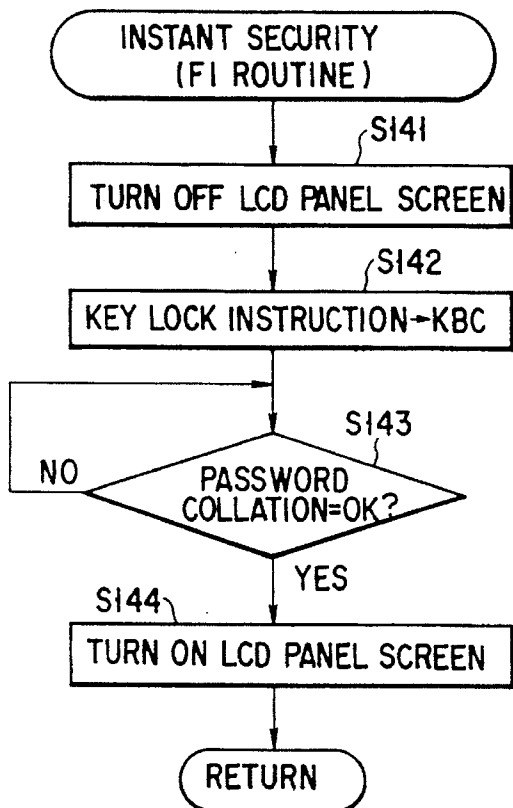 INSTANT SECURITY
(F1 ROUTINE)
S141
TURN OFF LCD PANEL SCREEN
S142
KEY LOCK INSTRUCTION→KBC
S143
NO
PASSWORD
COLLATION=OK?
YES
S144
TURN ON LCD PANEL SCREEN
RETURN